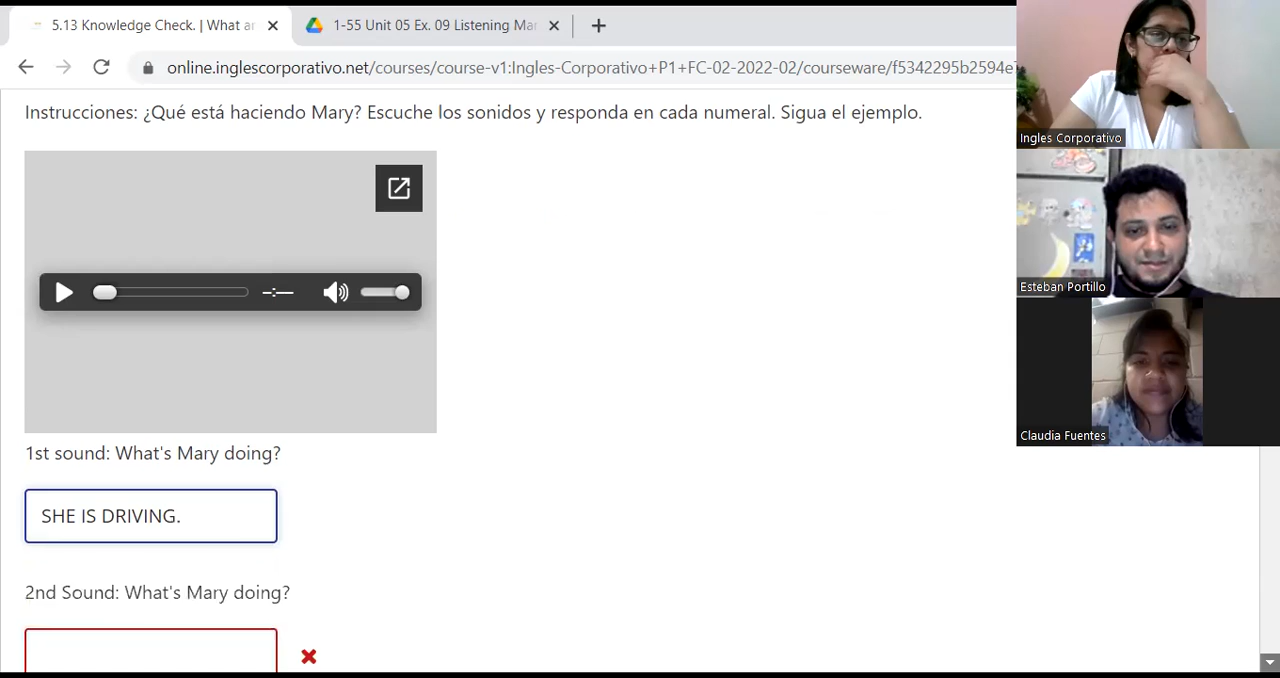 5.13 Knowledge Check. | What ar
1-55 Unit 05 Ex. 09 Listening Mar
online.inglescorporativo.net/courses/course-v1:Ingles-Corporativo+P1+FC-02-2022-02/courseware/f5342295b2594e
Instrucciones: ¿Qué está haciendo Mary? Escuche los sonidos y responda en cada numeral. Sigua el ejemplo.
Ingles Corporativo
Esteban Portillo
Claudia Fuentes
-:--
1st sound: What's Mary doing?
SHE IS DRIVING.
2nd Sound: What's Mary doing?